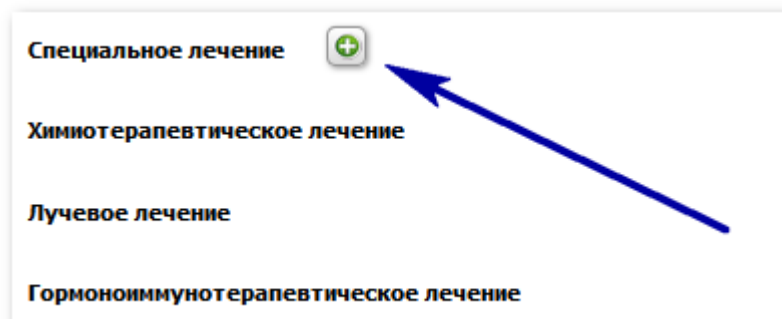 Специальное лечение
Химиотерапевтическое лечение
Лучевое лечение
Гормоноиммунотерапевтическое лечение